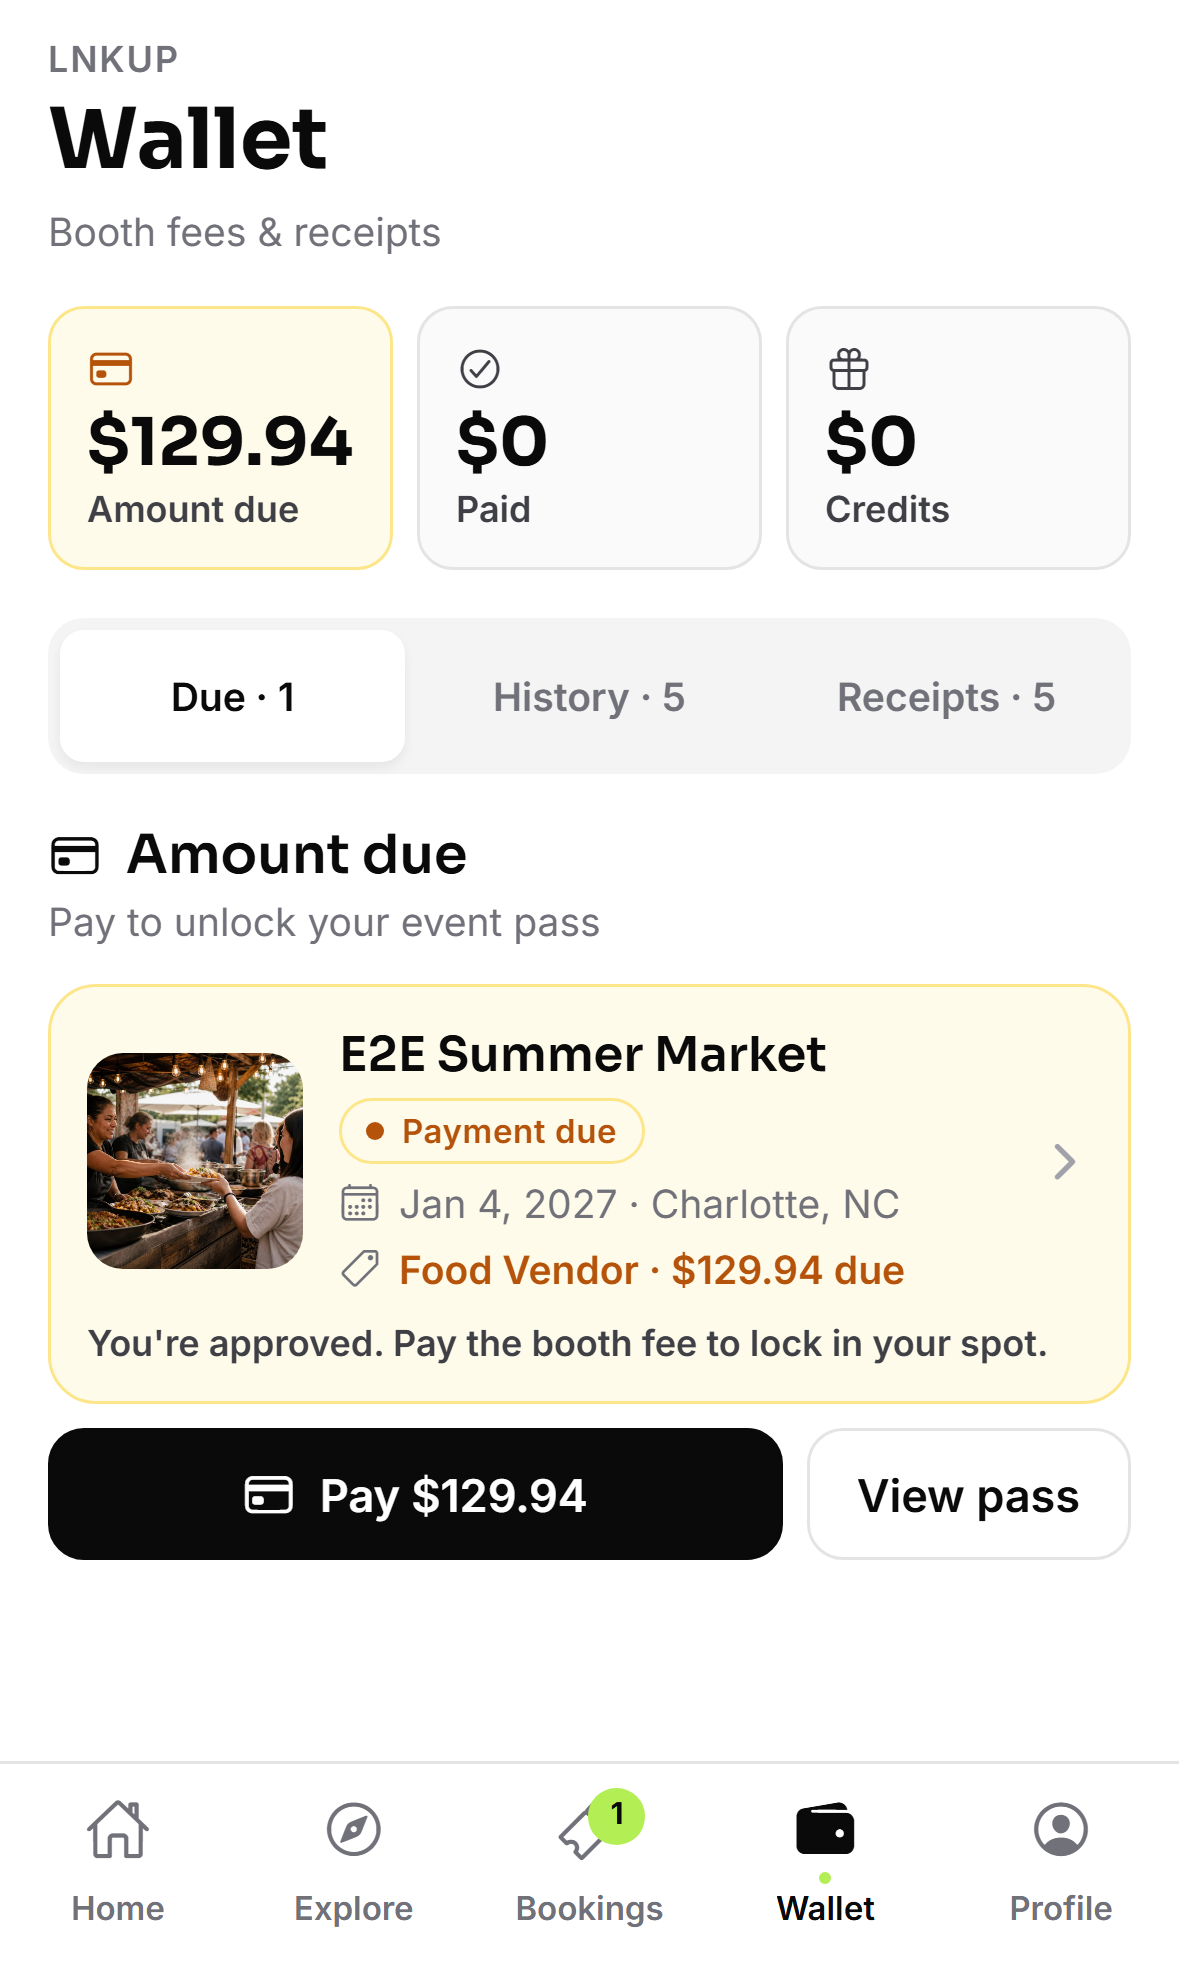 LNKUP
Wallet
Booth fees & receipts
$129.94
Amount due
$0
Paid
$0
Credits
Due · 1
History · 5
Receipts · 5
Amount due
Pay to unlock your event pass
E2E Summer Market
Payment due
Jan 4, 2027 · Charlotte, NC
Food Vendor · $129.94 due
You're approved. Pay the booth fee to lock in your spot.
Pay $129.94
View pass
1
Home
Explore
Bookings
Wallet
Profile